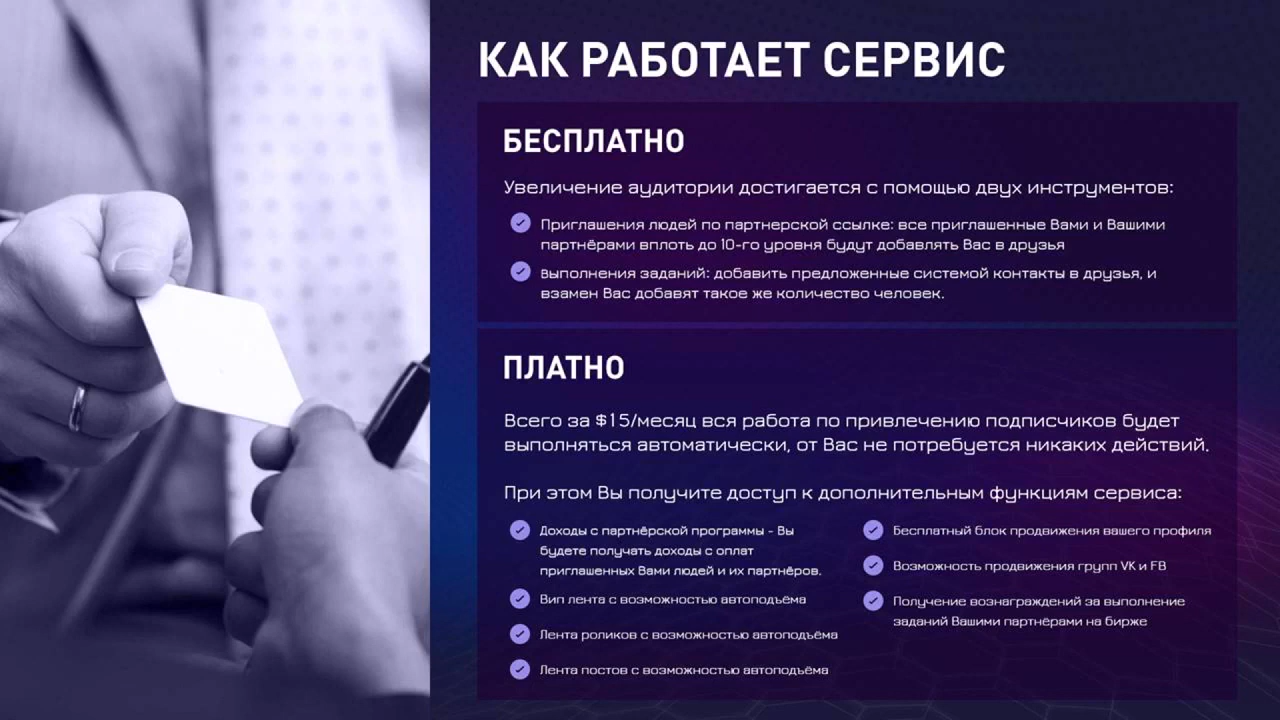 КАК РАБОТАЕТ СЕРВИС
БЕСПЛАТНО
Увеличение аудитории достигается с помощью двух инструментов:
Приглашения людей по партнерской ссылке: все приглашенные Вами и Вашими
партнёрами вплоть до 10-го уровня будут добавлять Вас в друзья
Выполнения заданий: добавить предложенные системой контакты в друзья, и
взамен Вас добавят такое же количество человек.
ПЛАТНО
Всего за $15/месяц вся работа по привлечению подписчиков будет
выполняться автоматически, от Вас не потребуется никаких действий.
При этом Вы получите доступ к дополнительным функциям сервиса:
Доходы с партнёрской программы - Вы
будете получать доходы с оплат
приглашенных Вами людей и их партнёров.
Вип лента с возможностью автоподъёма
Лента роликов с возможностью автоподъёма
Лента постов с возможностью автоподъёма
Бесплатный блок продвижения вашего профиля
Возможность продвижения групп VK и FB
Получение вознаграждений за выполнение
заданий Вашими партнёрами на бирже